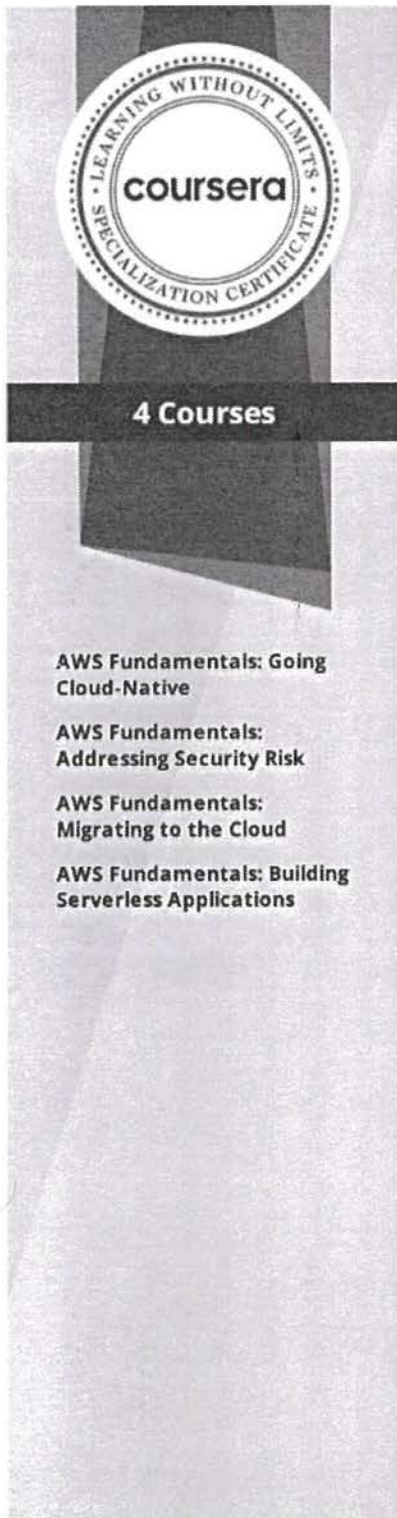 LEARNING WITHOUT LIMITS
coursera
SPECIALIZATION CERTIFICATE
4 Courses
AWS Fundamentals: Going
Cloud-Native
AWS Fundamentals:
Addressing Security Risk
AWS Fundamentals:
Migrating to the Cloud
AWS Fundamentals: Building
Serverless Applications